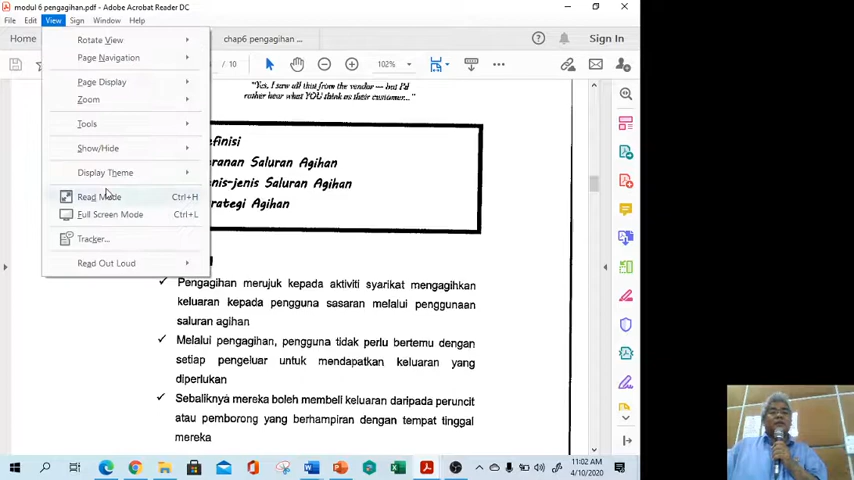 modul 6 pengagihan.pdf - Adobe Acrobat Reader DC
File Edit View Sign Window Help
Home
chap6 pengagihan ...
Sign In
/ 10
102%
Rotate View
Page Navigation
Page Display
Zoom
Tools
Show/Hide
Display Theme
Read Mode Ctrl+H
Full Screen Mode Ctrl+L
Tracker...
Read Out Loud
"Yes, I saw all that from the vendor — but I'd
rather hear what YOU think as their customer..."
efinisi
aranan Saluran Agihan
nis-jenis Saluran Agihan
rategi Agihan
✓ Pengagihan merujuk kepada aktiviti syarikat mengagihkan
keluaran kepada pengguna sasaran melalui penggunaan
saluran agihan
✓ Melalui pengagihan, pengguna tidak perlu bertemu dengan
setiap pengeluar untuk mendapatkan keluaran yang
diperlukan
✓ Sebaliknya mereka boleh membeli keluaran daripada peruncit
atau pemborong yang berhampiran dengan tempat tinggal
mereka
11:02 AM
4/10/2020